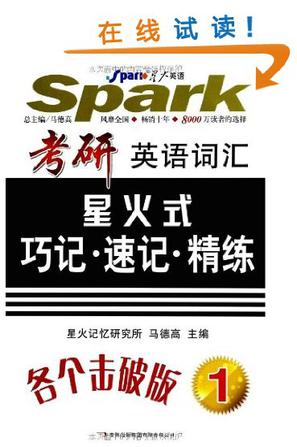 在线试读!
Spark 星火英语
Spark
总主编/马德高 风靡全国◆畅销十年◆8000万读者的选择
考研 英语词汇
星火式
巧记·速记·精练
星火记忆研究所 马德高 主编
各个击破版 1